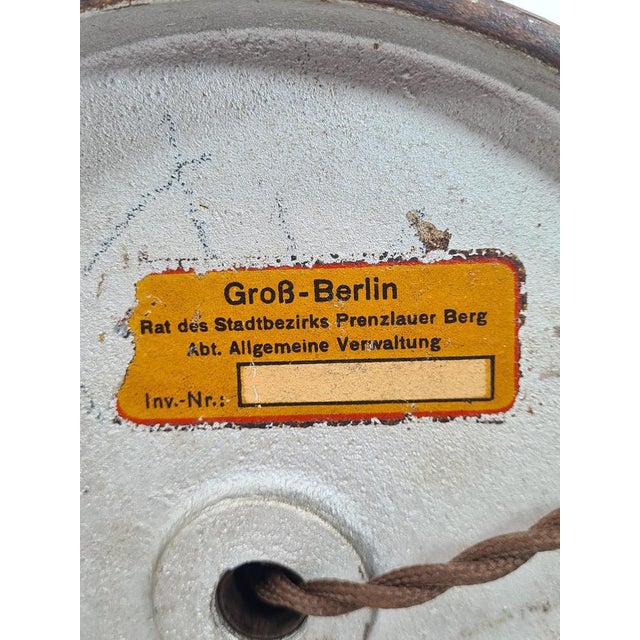 Groß-Berlin
Rat des Stadtbezirks Prenzlauer Berg
Abt. Allgemeine Verwaltung
Inv.-Nr.: